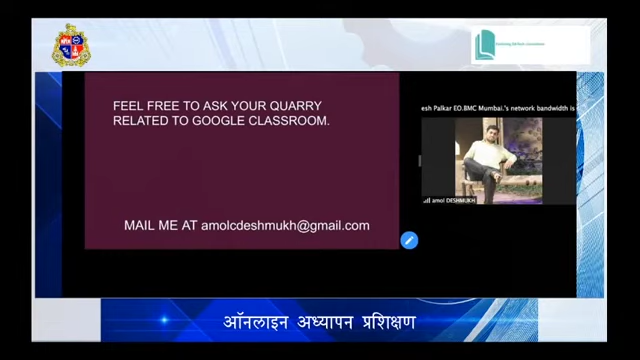 FEEL FREE TO ASK YOUR QUARRY
RELATED TO GOOGLE CLASSROOM.
MAIL ME AT amolcdeshmukh@gmail.com
esh Palkar EO.BMC Mumbai.'s network bandwidth is
amol DESHMUKH
ऑनलाइन अध्यापन प्रशिक्षण